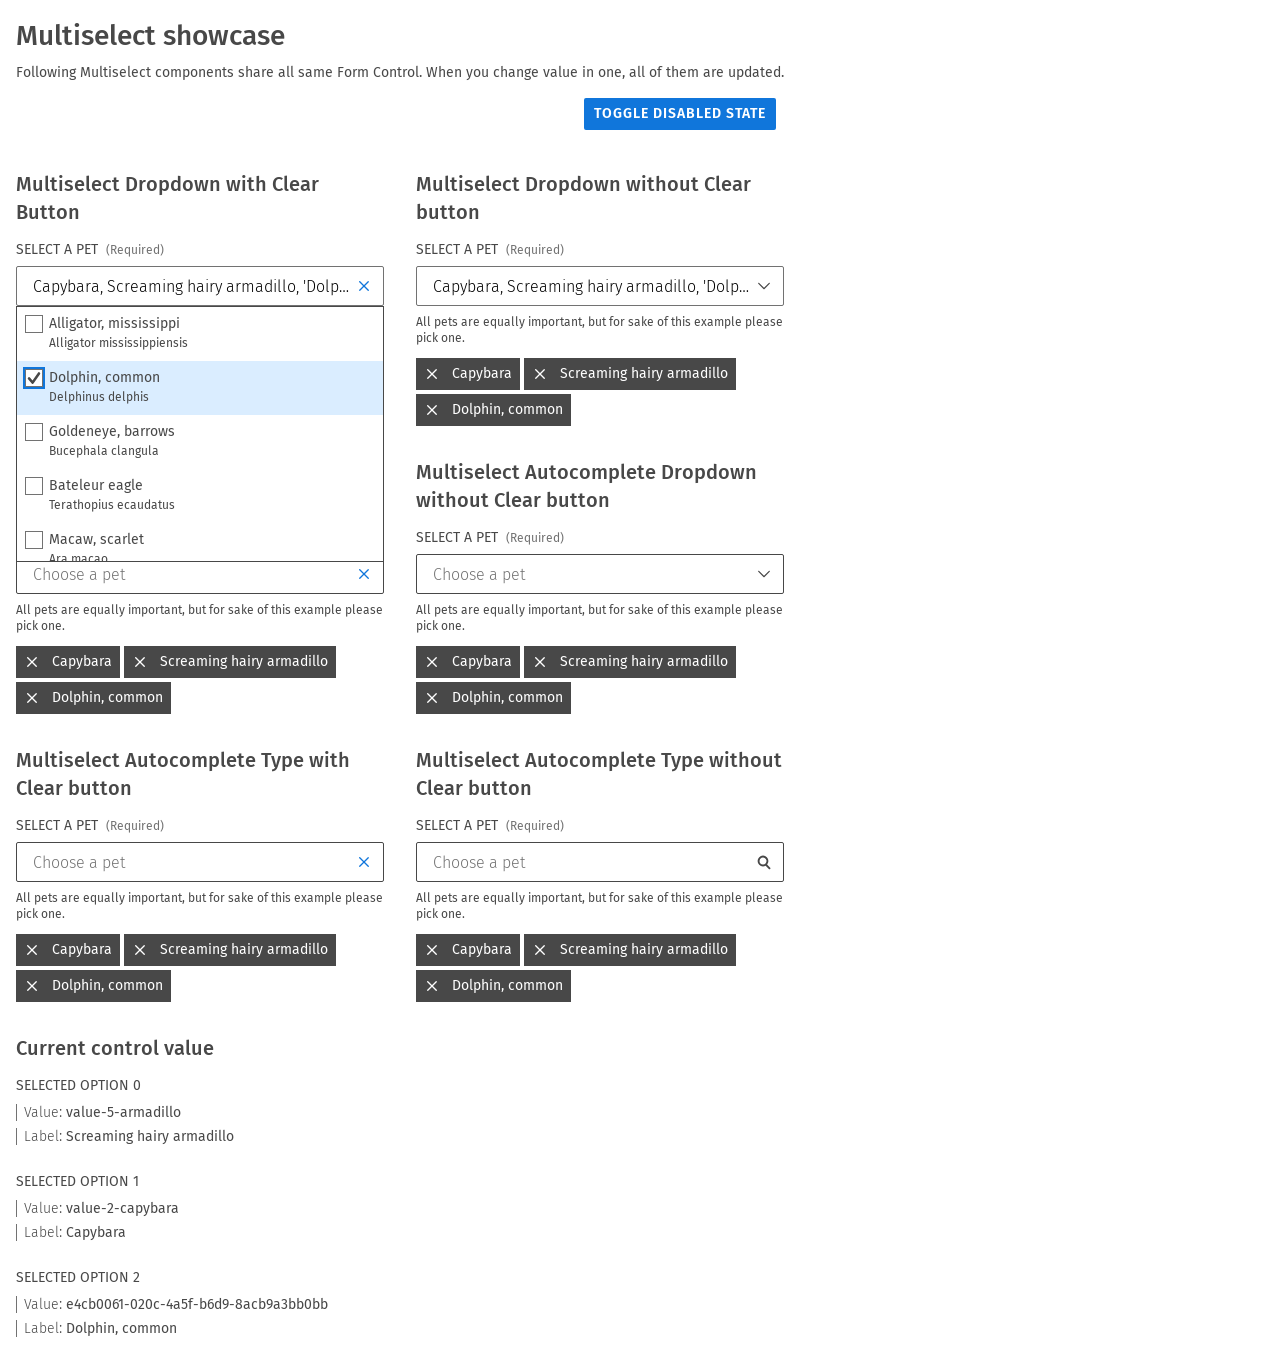 Multiselect showcase
Following Multiselect components share all same Form Control. When you change value in one, all of them are updated.
TOGGLE DISABLED STATE
Multiselect Dropdown with Clear
Button
SELECT A PET (Required)
Capybara, Screaming hairy armadillo, 'Dolp...
Alligator, mississippi
Alligator mississippiensis
Dolphin, common
Delphinus delphis
Goldeneye, barrows
Bucephala clangula
Bateleur eagle
Terathopius ecaudatus
Macaw, scarlet
Ara macao
Choose a pet
All pets are equally important, but for sake of this example please
pick one.
Capybara
Screaming hairy armadillo
Dolphin, common
Multiselect Dropdown without Clear
button
SELECT A PET (Required)
Capybara, Screaming hairy armadillo, 'Dolp...
All pets are equally important, but for sake of this example please
pick one.
Capybara
Screaming hairy armadillo
Dolphin, common
Multiselect Autocomplete Dropdown
without Clear button
SELECT A PET (Required)
Choose a pet
All pets are equally important, but for sake of this example please
pick one.
Capybara
Screaming hairy armadillo
Dolphin, common
Multiselect Autocomplete Type with
Clear button
SELECT A PET (Required)
Choose a pet
All pets are equally important, but for sake of this example please
pick one.
Capybara
Screaming hairy armadillo
Dolphin, common
Multiselect Autocomplete Type without
Clear button
SELECT A PET (Required)
Choose a pet
All pets are equally important, but for sake of this example please
pick one.
Capybara
Screaming hairy armadillo
Dolphin, common
Current control value
SELECTED OPTION 0
Value: value-5-armadillo
Label: Screaming hairy armadillo
SELECTED OPTION 1
Value: value-2-capybara
Label: Capybara
SELECTED OPTION 2
Value: e4cb0061-020c-4a5f-b6d9-8acb9a3bb0bb
Label: Dolphin, common